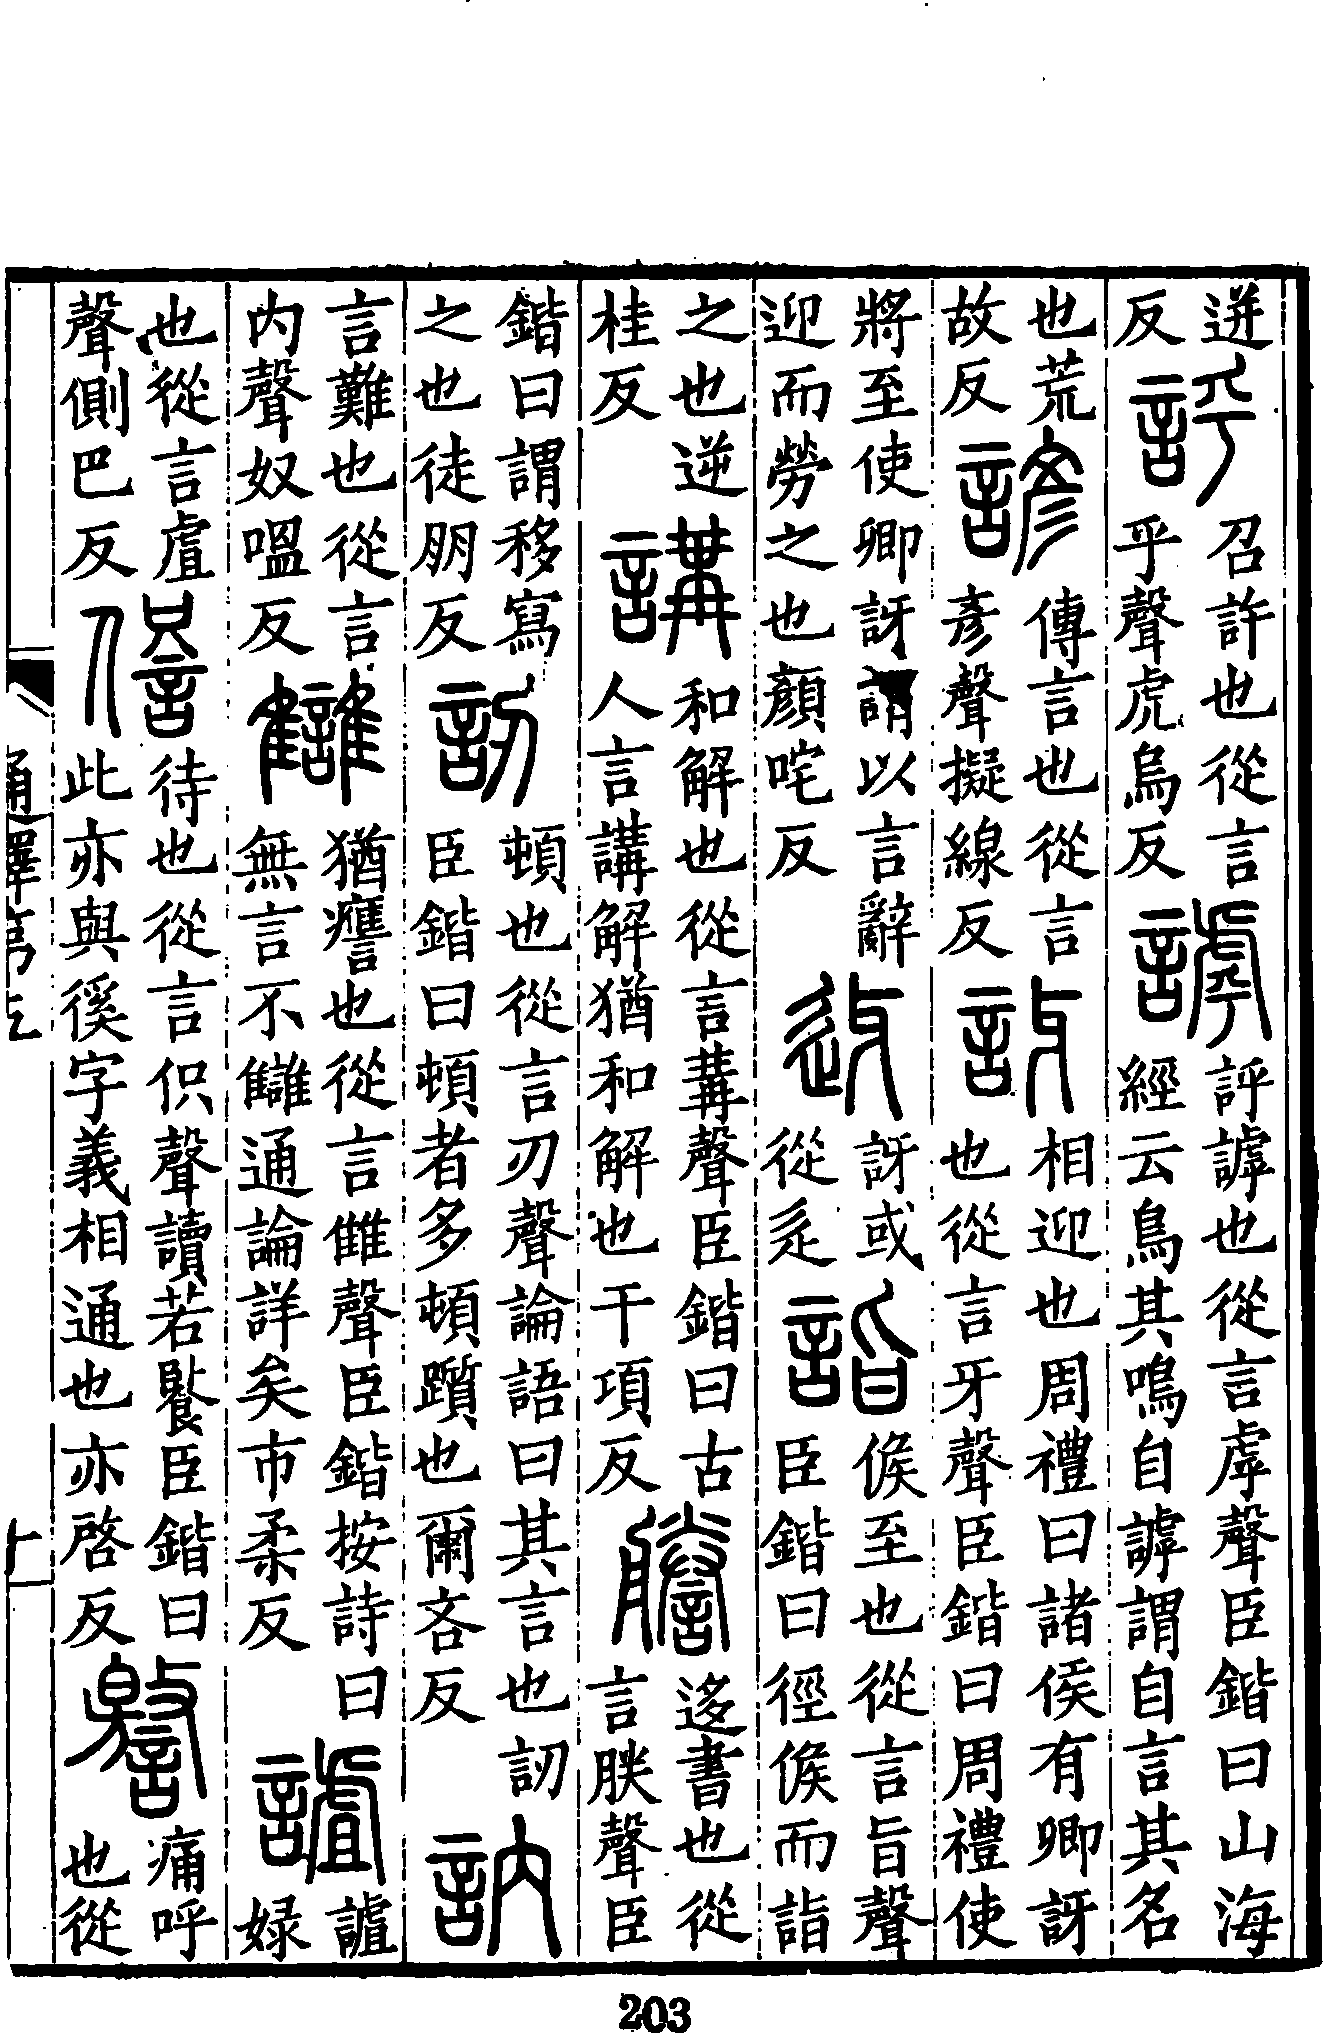 迸反評召許也從言乎聲虎烏反謼評謼也從言虖聲臣鍇曰山海經云鳥其鳴自謼謂自言其名
也荒故反諺傳言也從言彥聲擬線反訝相迎也周禮曰諸侯有卿訝也從言牙聲臣鍇曰周禮使
將至使卿訝謂以言辭迎而勞之也顏咤反迓訝或從辵詣候至也從言旨聲臣鍇曰徑候而詣
之也逆桂反講和解也從言冓聲臣鍇曰古人言講解猶和解也干項反謄迻書也從言朕聲臣
鍇曰謂移寫之也徒朋反訒頓也從言刃聲論語曰其言也訒臣鍇曰頓者多頓躓也爾吝反訥
言難也從言内聲奴嗢反讎猶譍也從言雔聲臣鍇按詩曰無言不讎通論詳矣市柔反謯謯娽
也從言虘聲側巴反待也從言伿聲讀若餥臣鍇曰此亦與徯字義相通也亦啓反警痛呼也從
通釋第
203